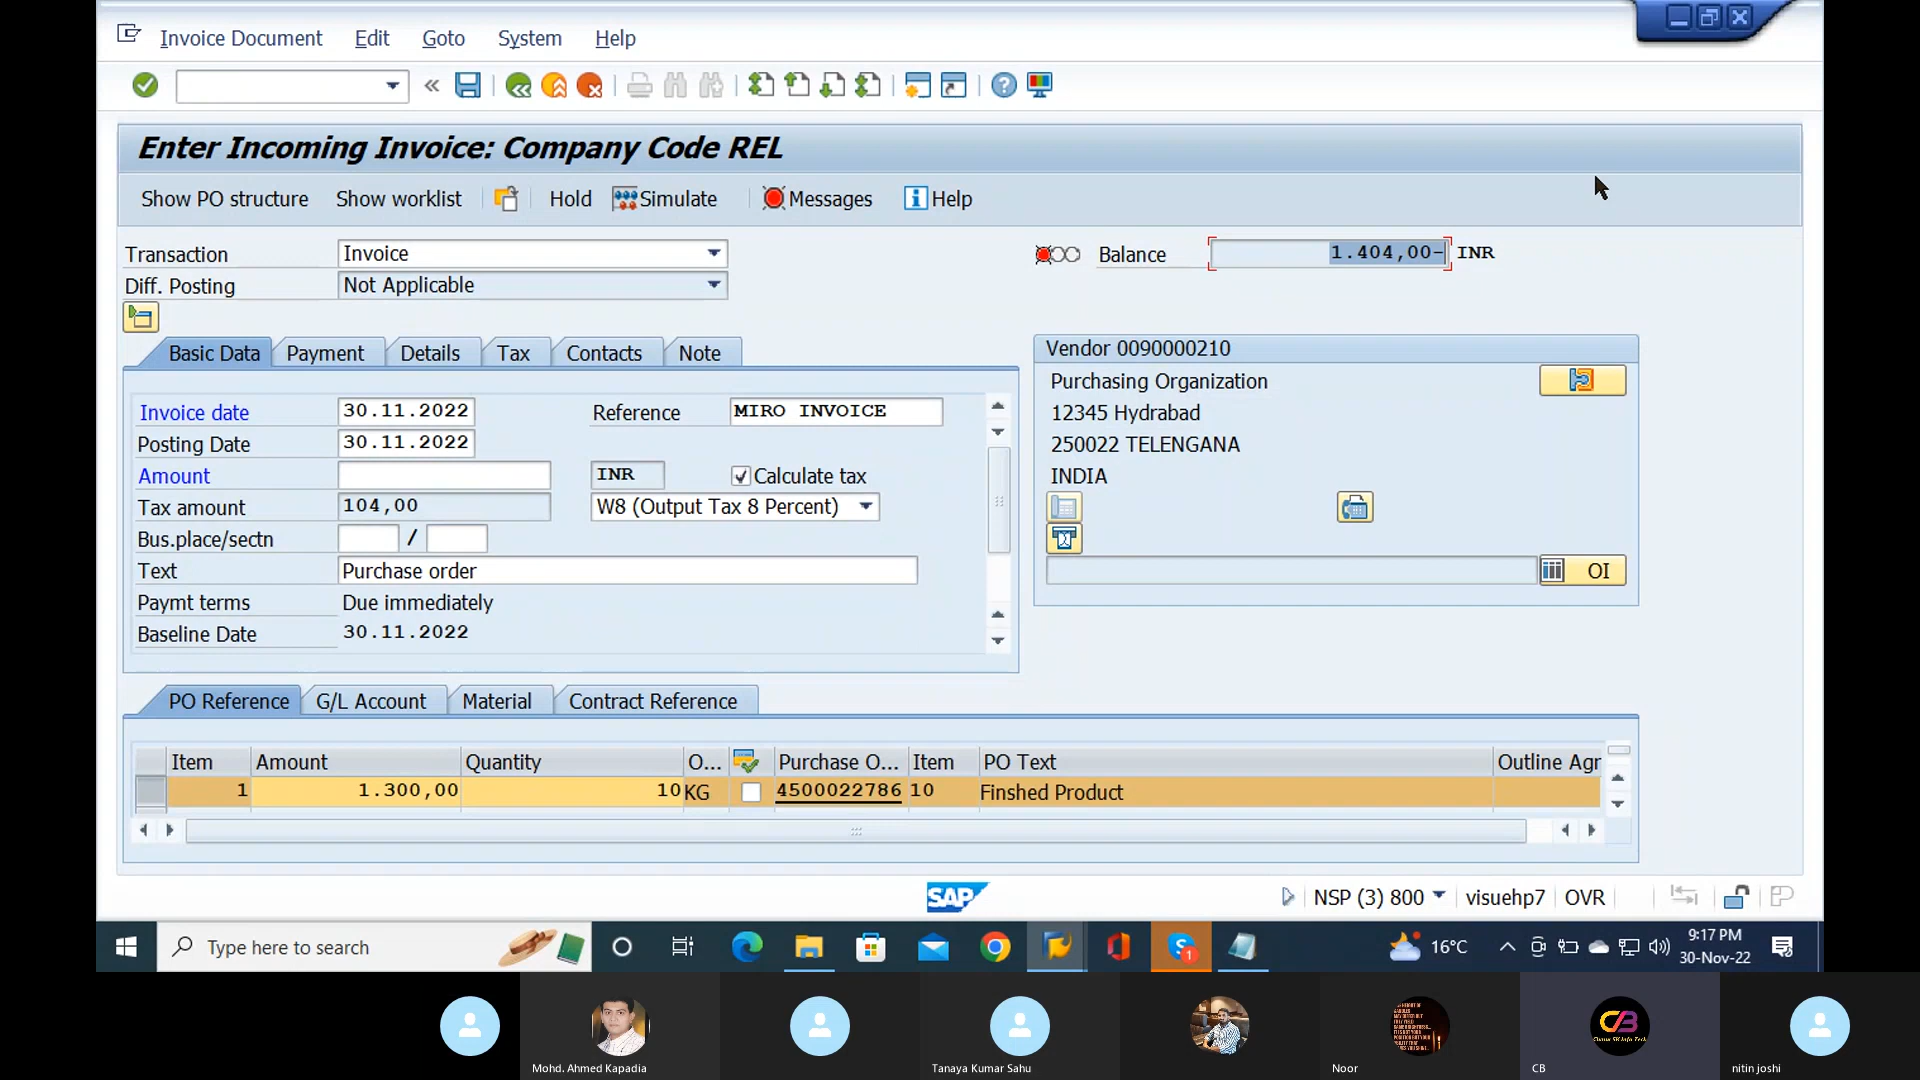 Invoice Document Edit Goto System Help
Enter Incoming Invoice: Company Code REL
Show PO structure Show worklist Hold Simulate Messages Help
Transaction Invoice Balance 1.404,00- INR
Diff. Posting Not Applicable
Basic Data Payment Details Tax Contacts Note
Vendor 0090000210
Invoice date 30.11.2022 Reference MIRO INVOICE
Posting Date 30.11.2022
Amount INR Calculate tax
Tax amount 104,00 W8 (Output Tax 8 Percent)
Bus.place/sectn /
Text Purchase order
Paymt terms Due immediately
Baseline Date 30.11.2022
Purchasing Organization
12345 Hydrabad
250022 TELENGANA
INDIA
OI
PO Reference G/L Account Material Contract Reference
Item Amount Quantity O... Purchase O... Item PO Text Outline Agr
1 1.300,00 10 KG 4500022786 10 Finshed Product
SAP NSP (3) 800 visuehp7 OVR
Type here to search 16°C 9:17 PM
30-Nov-22
Mohd. Ahmed Kapadia Tanaya Kumar Sahu Noor CB nitin joshi